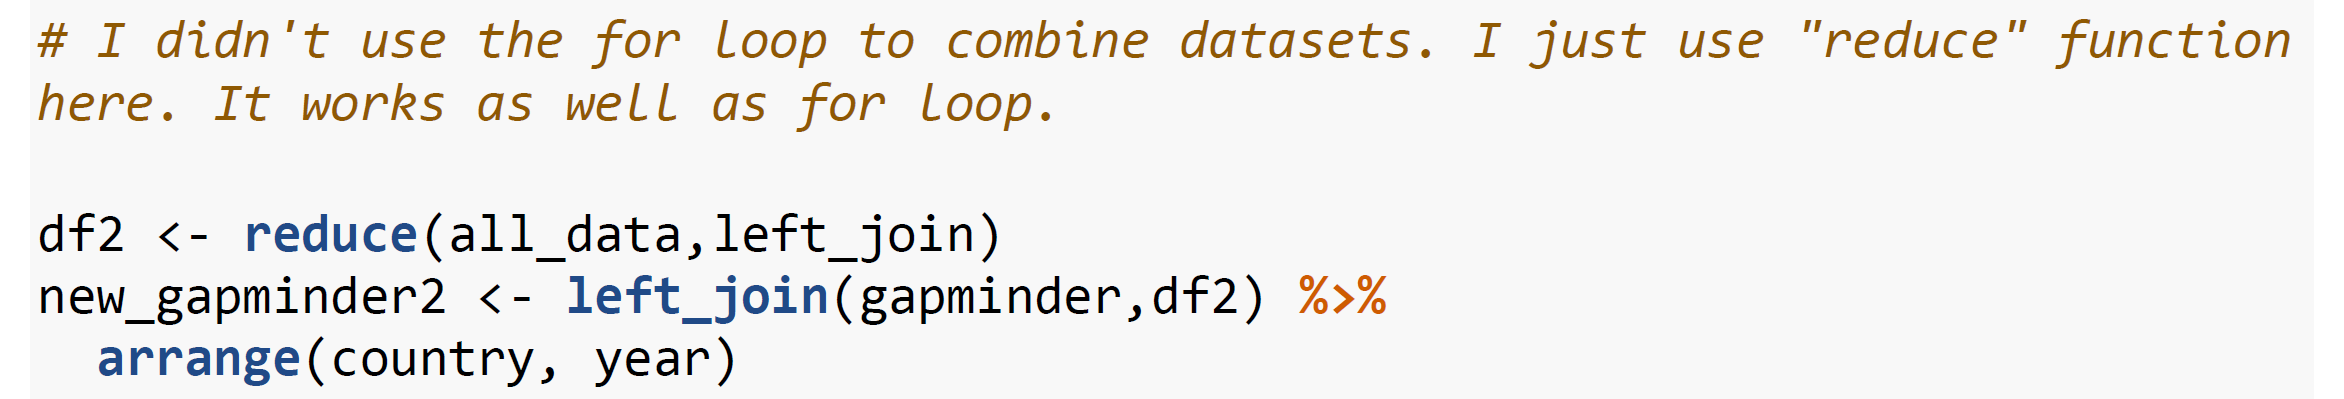 # I didn't use the for loop to combine datasets. I just use "reduce" function
here. It works as well as for loop.
df2 <- reduce(all_data,left_join)
new_gapminder2 <- left_join(gapminder,df2) %>%
  arrange(country, year)